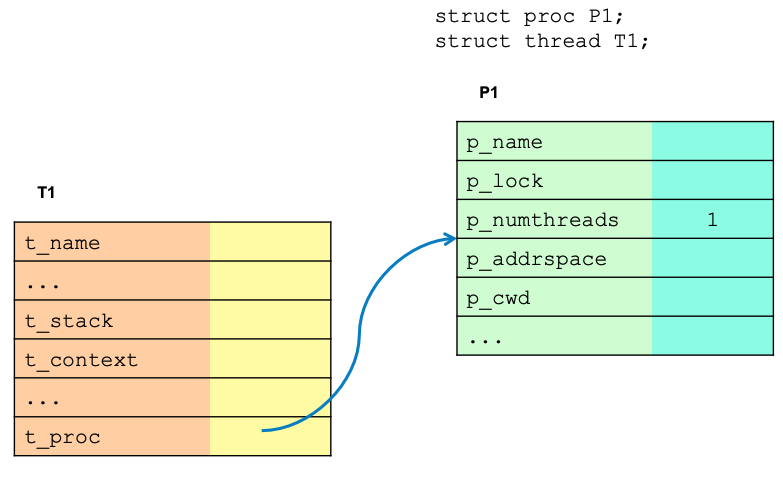 struct proc P1;
struct thread T1;
P1
p_name
p_lock
p_numthreads 1
p_addrspace
p_cwd
...
T1
t_name
...
t_stack
t_context
...
t_proc